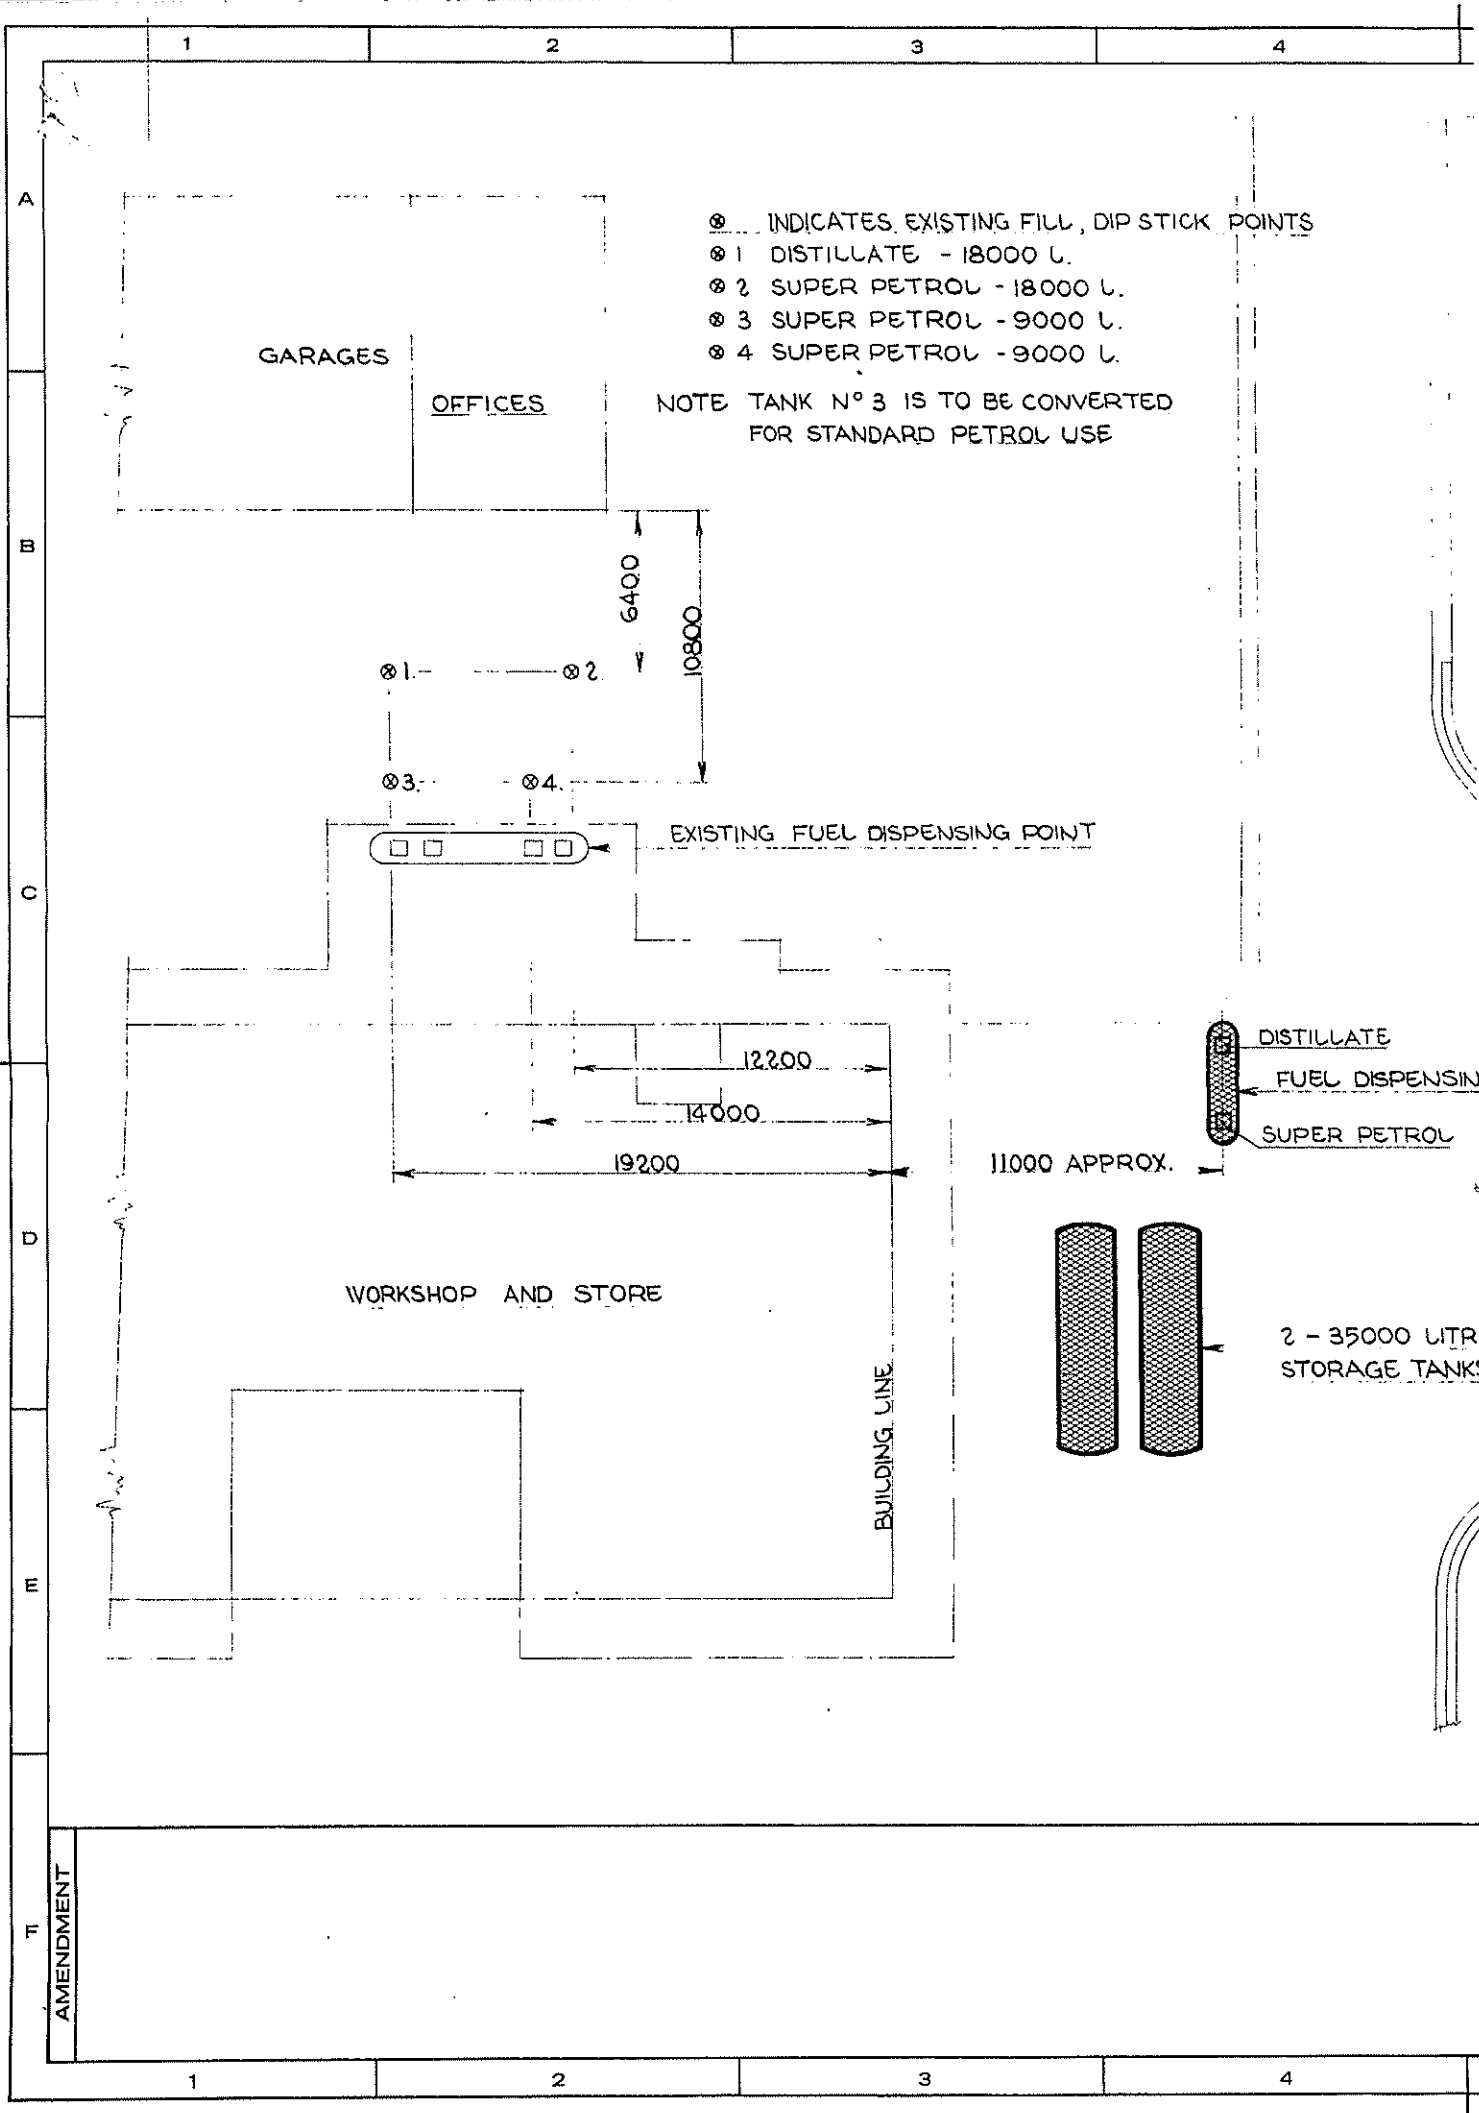 1 2 3 4
A
⊗ INDICATES EXISTING FILL, DIP STICK POINTS
⊗ 1 DISTILLATE - 18000 L.
⊗ 2 SUPER PETROL - 18000 L.
⊗ 3 SUPER PETROL - 9000 L.
⊗ 4 SUPER PETROL - 9000 L.
GARAGES
OFFICES
NOTE TANK Nº 3 IS TO BE CONVERTED
FOR STANDARD PETROL USE
B
6400
10800
⊗1. ⊗2
⊗3. ⊗4.
EXISTING FUEL DISPENSING POINT
C
DISTILLATE
12200
FUEL DISPENSIN
14000
SUPER PETROL
19200
11000 APPROX.
D
WORKSHOP AND STORE
2 - 35000 LITR
STORAGE TANKS
BUILDING LINE
E
F
AMENDMENT
1 2 3 4